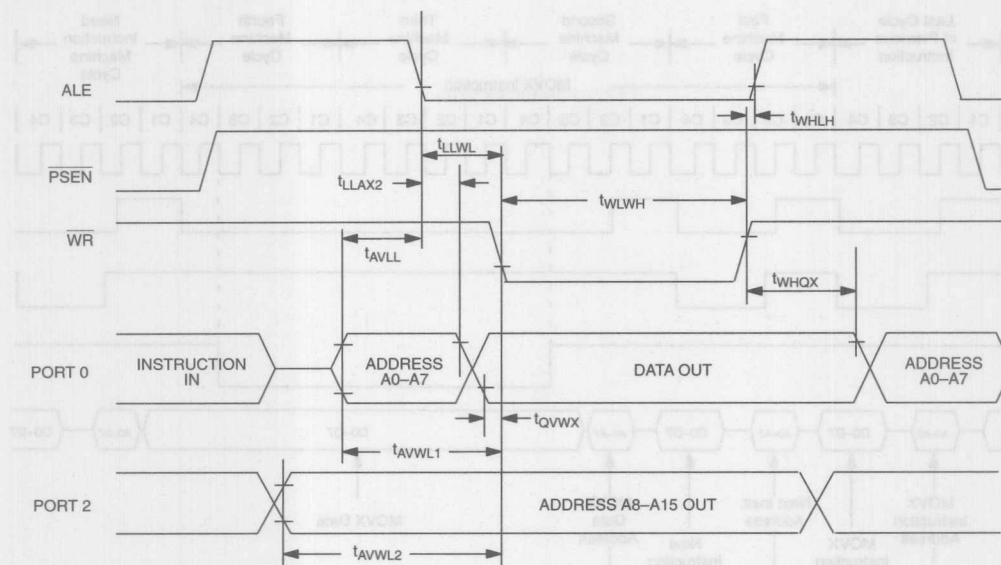 ALE
tWHLH
tLLWL
PSEN
tLLAX2
tWLWH
WR
tAVLL
tWHQX
PORT 0
INSTRUCTION
IN
ADDRESS
A0–A7
DATA OUT
ADDRESS
A0–A7
tQVWX
tAVWL1
PORT 2
ADDRESS A8–A15 OUT
tAVWL2